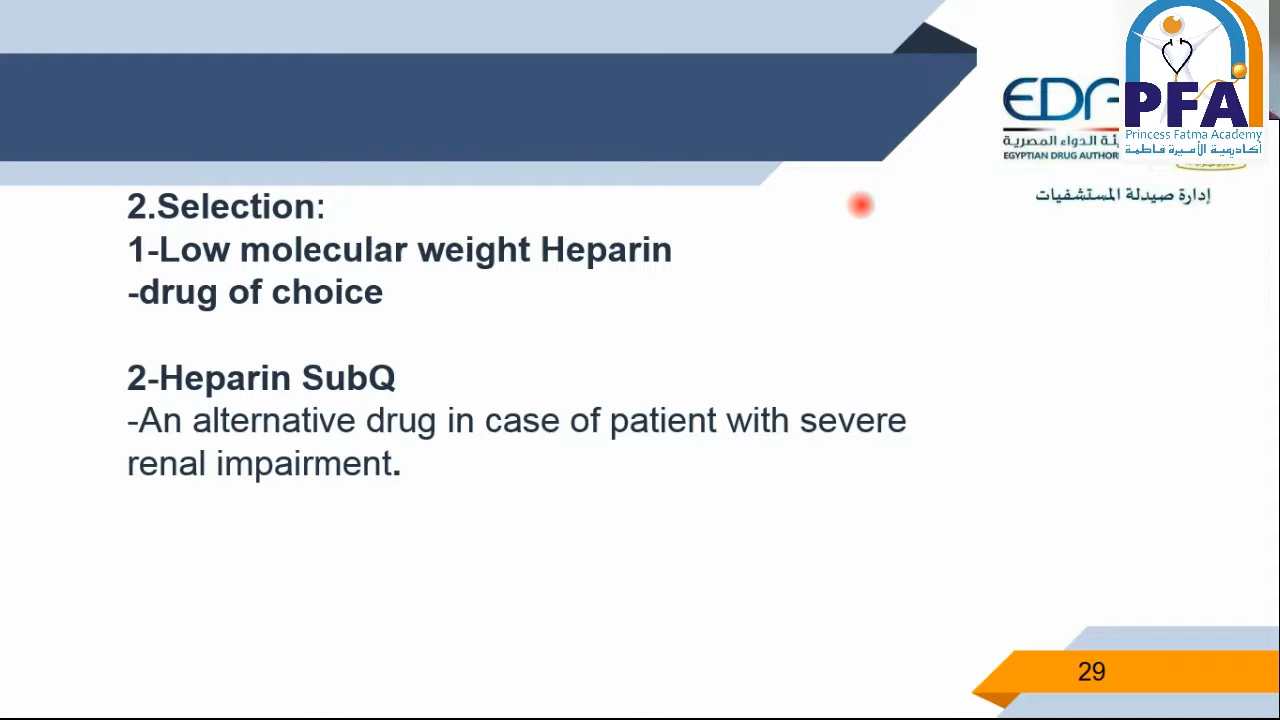 EDA
PFA
Princess Fatma Academy
أكاديمية الأميرة فاطمة
المصرية
الدواء
EGYPTIAN DRUG
إدارة صيدلة المستشفيات
2.Selection:
1-Low molecular weight Heparin
-drug of choice
2-Heparin SubQ
-An alternative drug in case of patient with severe
renal impairment.
29